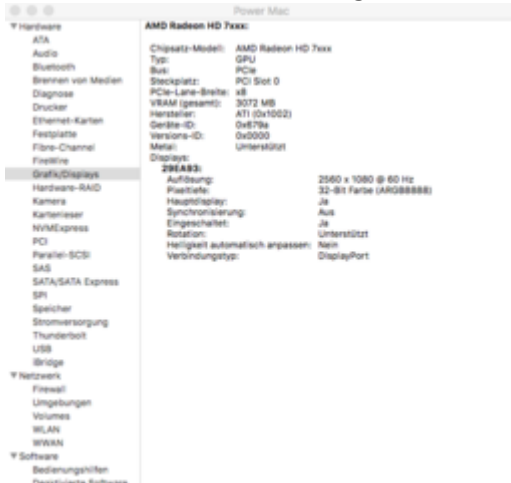 Power Mac
Hardware
ATA
Audio
Bluetooth
Brennen von Medien
Diagnose
Drucker
Ethernet-Karten
Festplatte
Fibre-Channel
FireWire
Grafik/Displays
Hardware-RAID
Kamera
Kartenleser
NVMExpress
PCI
Parallel-SCSI
SAS
SATA/SATA Express
SPI
Speicher
Stromversorgung
Thunderbolt
USB
iBridge
Netzwerk
Firewall
Umgebungen
Volumes
WLAN
WWAN
Software
Bedienungshilfen
Deaktivierte Software
AMD Radeon HD 7xxx:
Chipsatz-Modell: AMD Radeon HD 7xxx
Typ: GPU
Bus: PCIe
Steckplatz: PCI Slot 0
PCIe-Lane-Breite: x8
VRAM (gesamt): 3072 MB
Hersteller: ATI (0x1002)
Geräte-ID: 0x679a
Versions-ID: 0x0000
Metal: Unterstützt
Displays:
29EA93:
Auflösung: 2560 x 1080 @ 60 Hz
Pixeltiefe: 32-Bit Farbe (ARGB8888)
Hauptdisplay: Ja
Synchronisierung: Aus
Eingeschaltet: Ja
Rotation: Unterstützt
Helligkeit automatisch anpassen: Nein
Verbindungstyp: DisplayPort